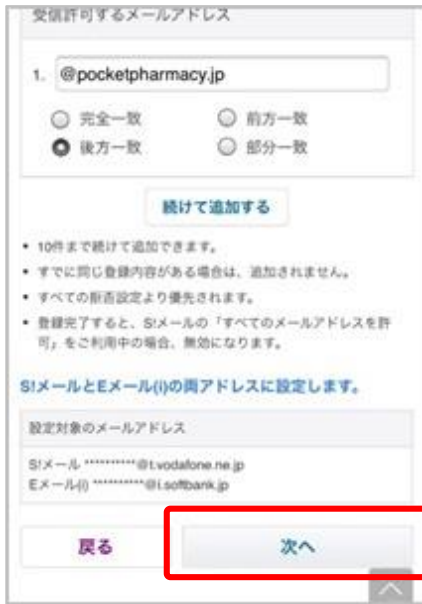 受信許可するメールアドレス
1. @pocketpharmacy.jp
完全一致 前方一致
後方一致 部分一致
続けて追加する
• 10件まで続けて追加できます。
• すでに同じ登録内容がある場合は、追加されません。
• すべての拒否設定より優先されます。
• 登録完了すると、S!メールの「すべてのメールアドレスを許
可」をご利用中の場合、無効になります。
S!メールとEメール(i)の両アドレスに設定します。
設定対象のメールアドレス
S!メール **********@t.vodafone.ne.jp
Eメール(i) **********@i.softbank.jp
戻る 次へ